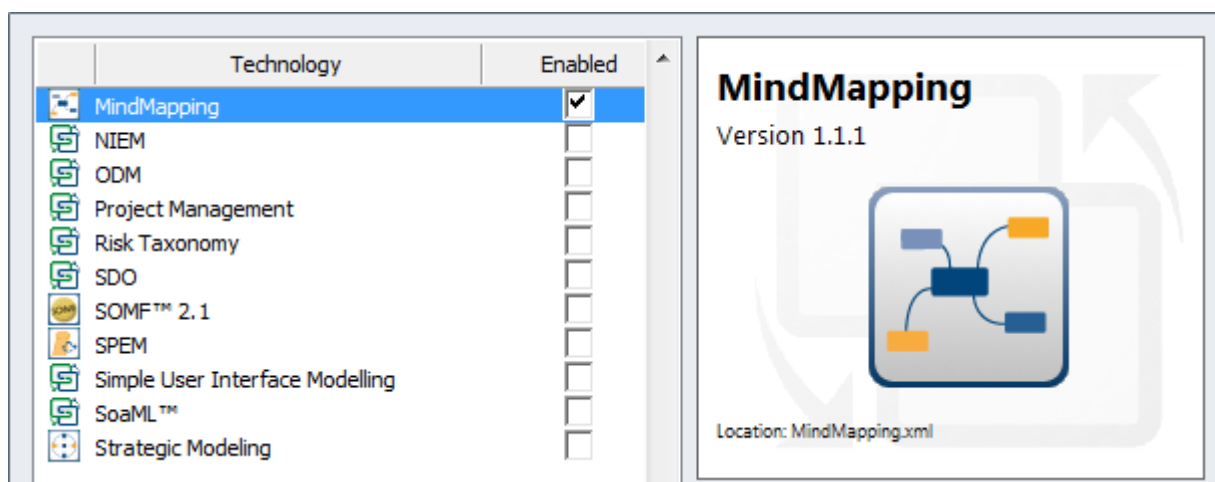 Technology Enabled
MindMapping
NIEM
ODM
Project Management
Risk Taxonomy
SDO
SOMF™ 2.1
SPEM
Simple User Interface Modelling
SoaML™
Strategic Modeling
MindMapping
Version 1.1.1
Location: MindMapping.xml